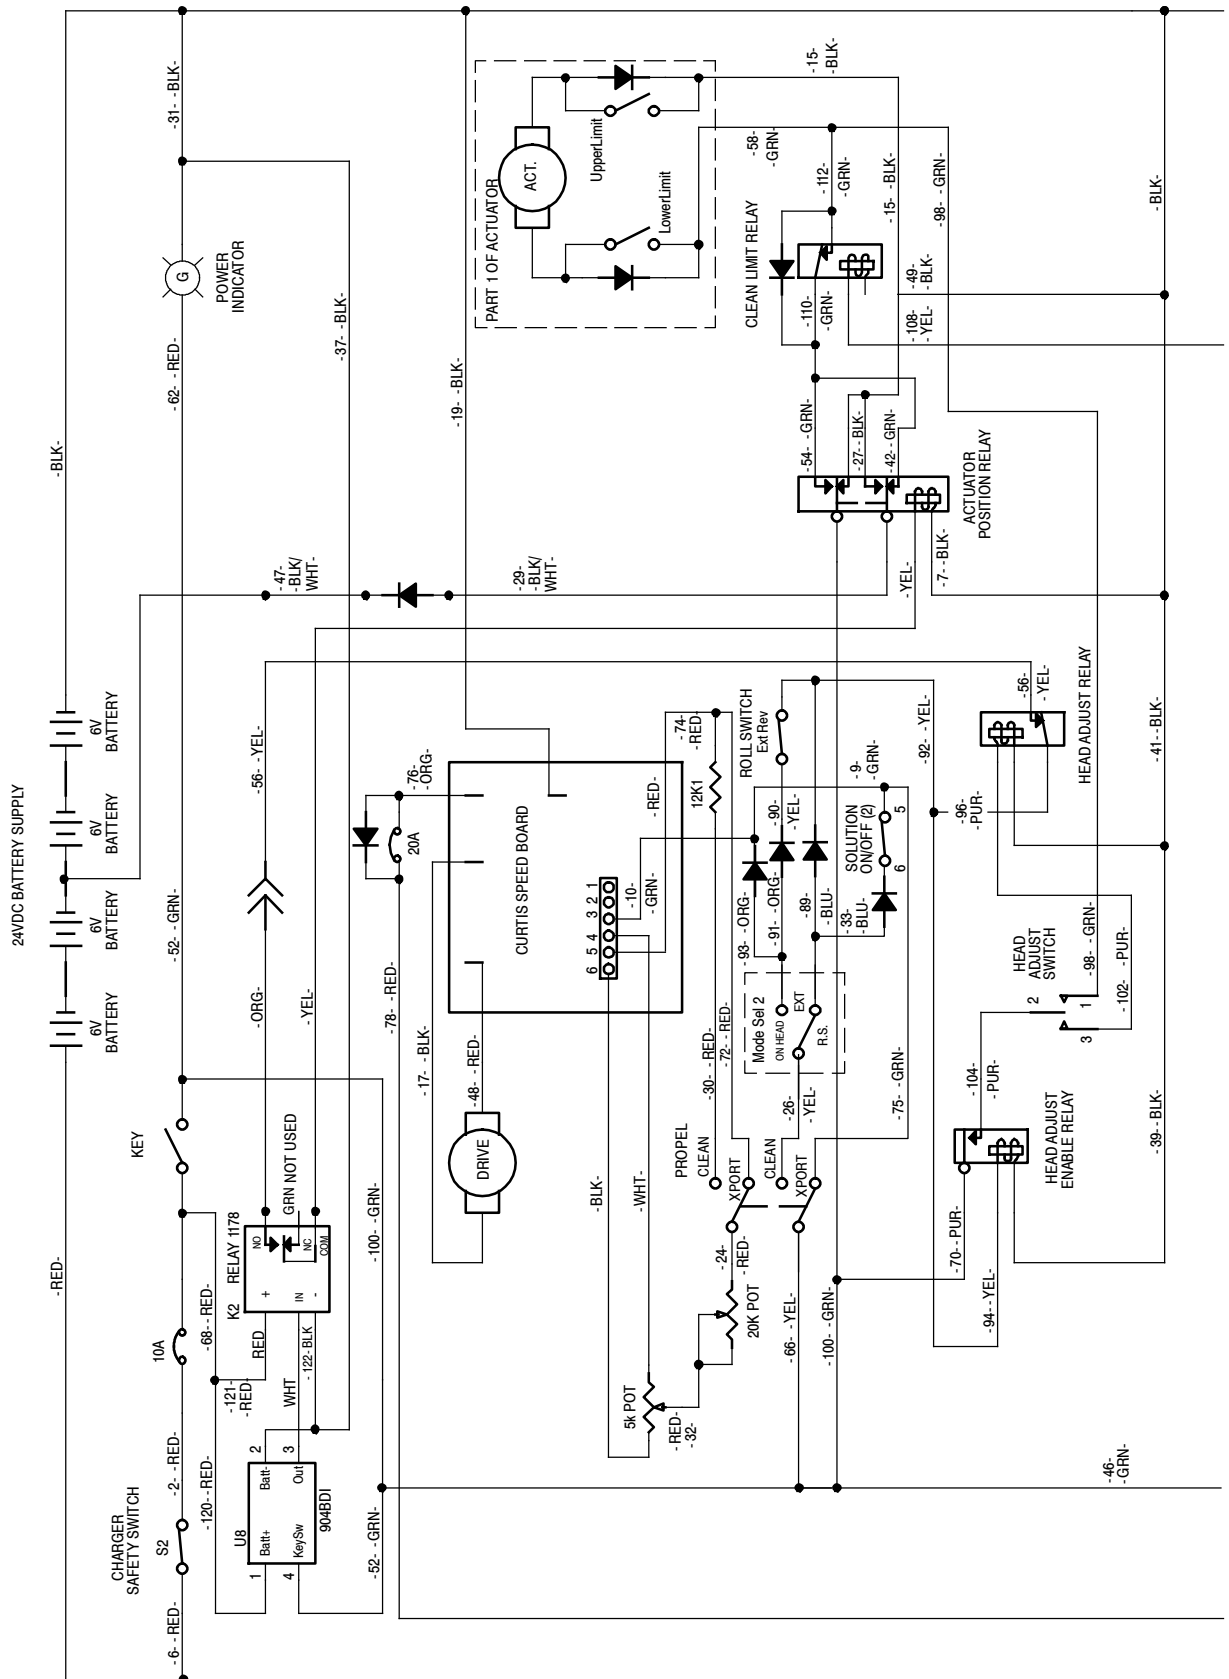 24VDC BATTERY SUPPLY
-RED-
6V
BATTERY
6V
BATTERY
6V
BATTERY
6V
BATTERY
-BLK-
CHARGER
SAFETY SWITCH
-6- -RED-
S2
-2- -RED-
10A
KEY
-52- -GRN-
-62- -RED-
G
POWER
INDICATOR
-31- -BLK-
-120- -RED-
-68- -RED-
-121-
-RED-
U8
1
Batt+
Batt-
2
4
KeySw
Out
3
904BDI
RED
WHT
-122- BLK
K2
RELAY 1178
+
IN
-
NO
NC
COM
GRN NOT USED
-ORG-
-YEL-
-56- -YEL-
-47-
-BLK/
WHT-
-37- -BLK-
-52- -GRN-
-100- -GRN-
-78- -RED-
20A
-76-
-ORG-
-19- -BLK-
-29-
-BLK/
WHT-
DRIVE
-17- -BLK-
-48- -RED-
CURTIS SPEED BOARD
6 5 4 3 2 1
-10-
-GRN-
-RED-
-74-
-RED-
12K1
PART 1 OF ACTUATOR
ACT.
UpperLimit
LowerLimit
-15-
-BLK-
-58-
-GRN-
-BLK-
-WHT-
5k POT
-RED-
-32-
20K POT
-24-
-RED-
PROPEL
CLEAN
XPORT
CLEAN
XPORT
-30- -RED-
-72- -RED-
-26-
-YEL-
-75- -GRN-
-66- -YEL-
-100- -GRN-
Mode Sel 2
ON HEAD
EXT
R.S.
-93- -ORG-
-91- -ORG-
-90-
-YEL-
-89-
-BLU-
-33-
-BLU-
ROLL SWITCH
Ext Rev
SOLUTION
ON/OFF (2)
6
5
-9-
-GRN-
-92- -YEL-
CLEAN LIMIT RELAY
-110-
-GRN-
-112-
-GRN-
-108-
-YEL-
-49-
-BLK-
-15- -BLK-
-98- -GRN-
-54- -GRN-
-27- -BLK-
-42- -GRN-
ACTUATOR
POSITION RELAY
-YEL-
-7- -BLK-
-70- -PUR-
-94- -YEL-
HEAD ADJUST
ENABLE RELAY
-104-
-PUR-
HEAD
ADJUST
SWITCH
2
3
1
-98- -GRN-
-102- -PUR-
-96-
-PUR-
-56-
-YEL-
HEAD ADJUST RELAY
-46-
-GRN-
-39- -BLK-
-41- -BLK-
-BLK-